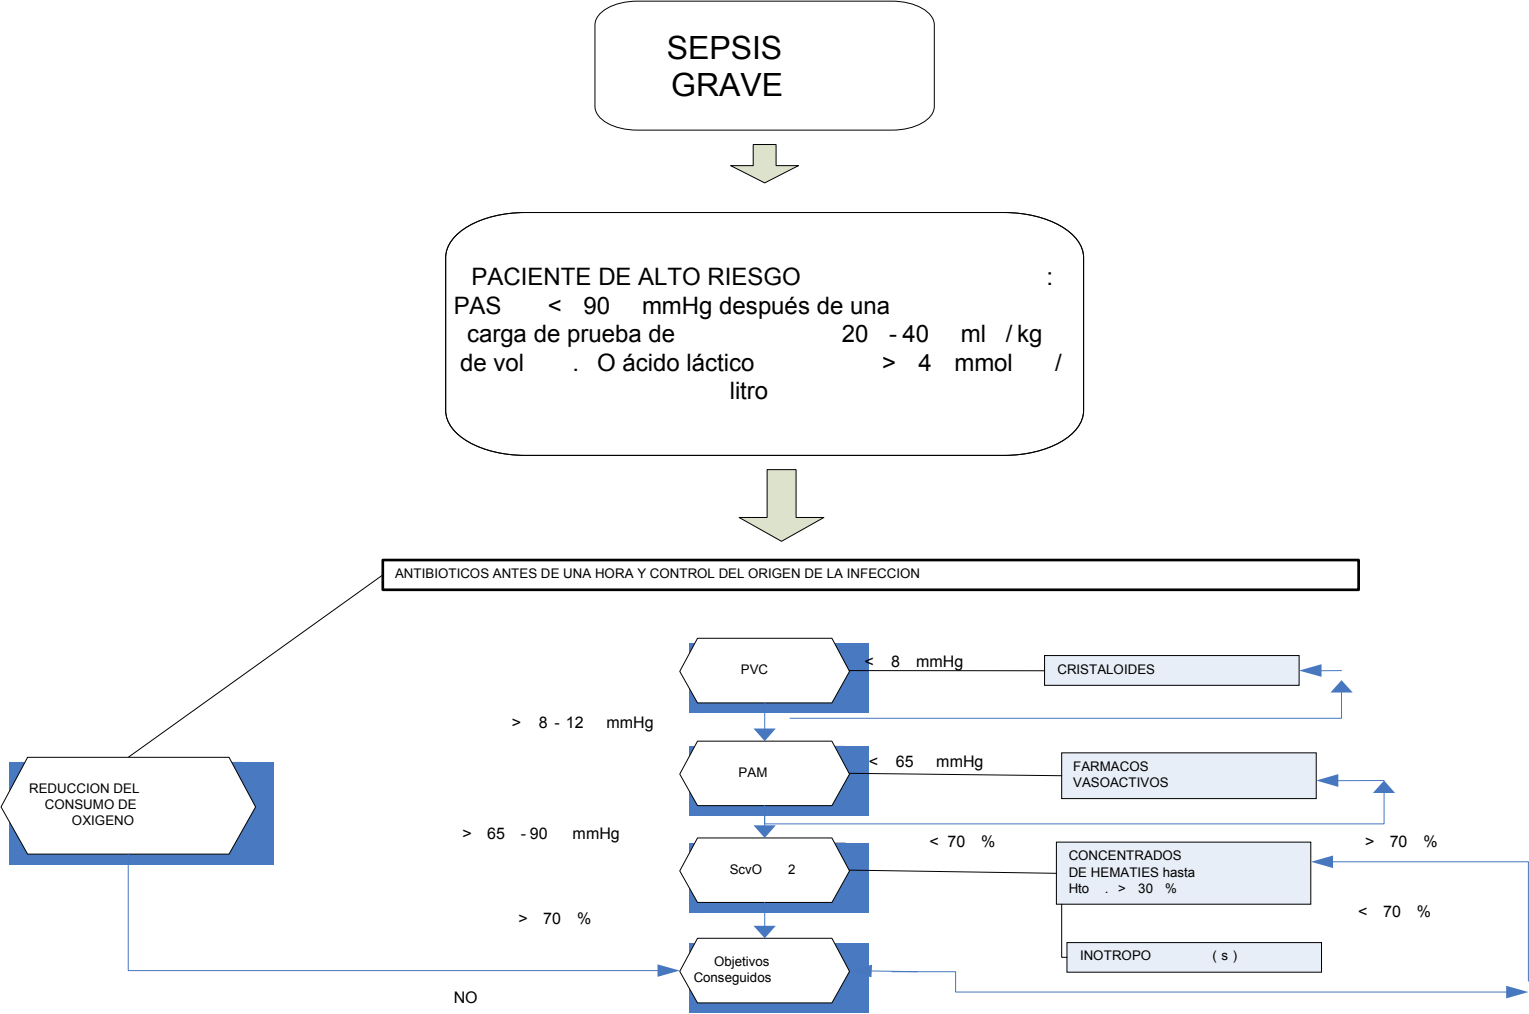 SEPSIS
GRAVE
PACIENTE DE ALTO RIESGO :
PAS < 90 mmHg después de una
carga de prueba de 20 - 40 ml / kg
de vol . O ácido láctico > 4 mmol /
litro
ANTIBIOTICOS ANTES DE UNA HORA Y CONTROL DEL ORIGEN DE LA INFECCION
PVC
< 8 mmHg
CRISTALOIDES
> 8 - 12 mmHg
PAM
< 65 mmHg
FARMACOS
VASOACTIVOS
REDUCCION DEL
CONSUMO DE
OXIGENO
> 65 - 90 mmHg
ScvO 2
< 70 %
CONCENTRADOS
DE HEMATIES hasta
Hto . > 30 %
> 70 %
> 70 %
< 70 %
INOTROPO ( s )
Objetivos
Conseguidos
NO